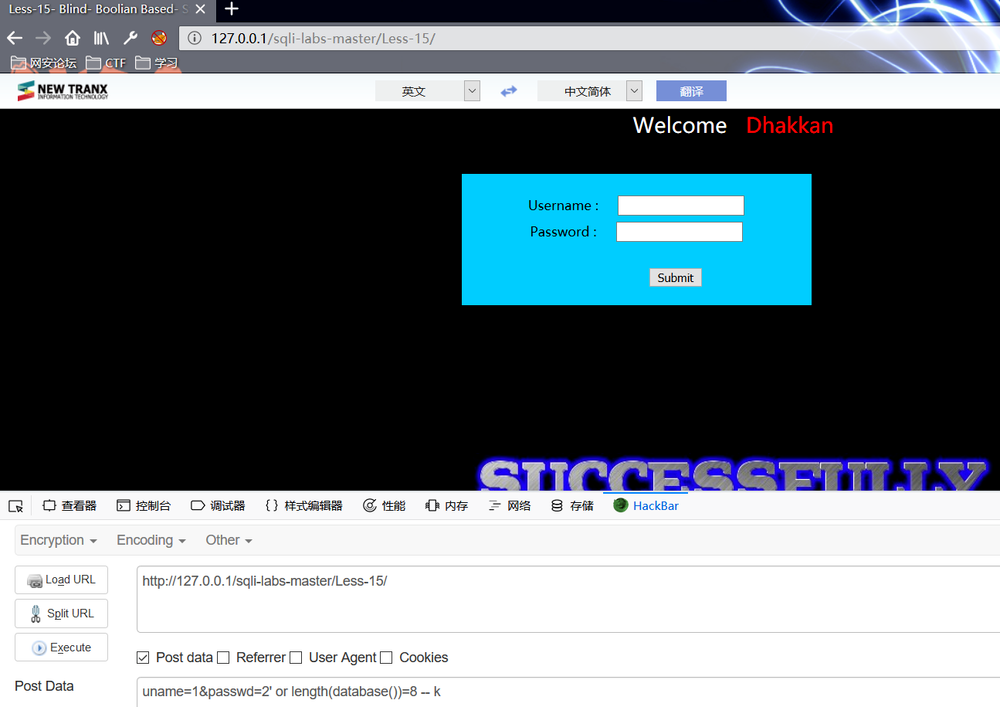 Less-15- Blind- Boolian Based- S
127.0.0.1/sqli-labs-master/Less-15/
网安论坛 CTF 学习
NEW TRANX
INFORMATION TECHNOLOGY
英文 中文简体 翻译
Welcome Dhakkan
Username :
Password :
Submit
SUCCESSFULLY
查看器 控制台 调试器 {} 样式编辑器 性能 内存 网络 存储 HackBar
Encryption Encoding Other
Load URL
http://127.0.0.1/sqli-labs-master/Less-15/
Split URL
Execute
Post data Referrer User Agent Cookies
Post Data
uname=1&passwd=2' or length(database())=8 -- k